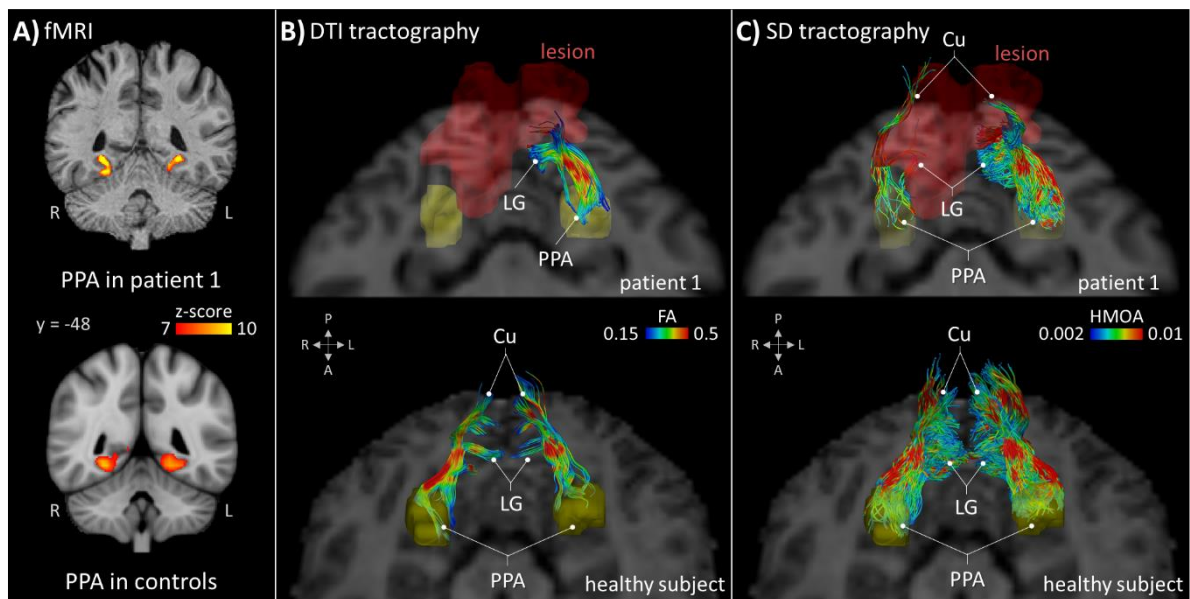 A) fMRI
R
L
PPA in patient 1
y = -48
z-score
7
10
R
L
PPA in controls
B) DTI tractography
lesion
LG
PPA
patient 1
P
R
L
A
FA
0.15
0.5
Cu
LG
PPA
healthy subject
C) SD tractography
Cu
lesion
LG
PPA
patient 1
P
R
L
A
HMOA
0.002
0.01
Cu
LG
PPA
healthy subject